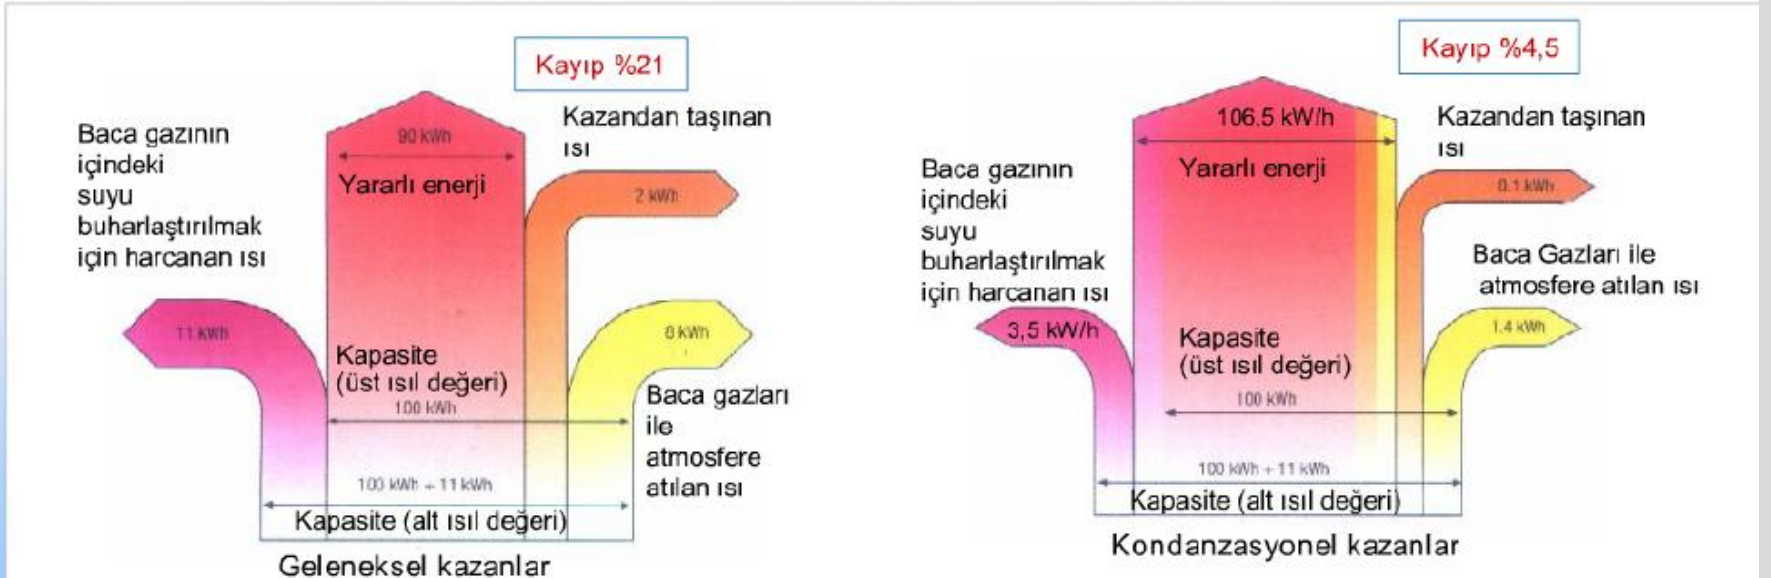 Kayıp %21
Baca gazının
içindeki
suyu
buharlaştırılmak
için harcanan ısı
90 kWh
Yararlı enerji
Kazandan taşınan
ısı
2 kWh
11 kWh
8 kWh
Kapasite
(üst ısıl değeri)
100 kWh
Baca gazları
ile
atmosfere
atılan ısı
100 kWh + 11 kWh
Kapasite (alt ısıl değeri)
Geleneksel kazanlar
Kayıp %4,5
Baca gazının
içindeki
suyu
buharlaştırılmak
için harcanan ısı
106.5 kW/h
Yararlı enerji
Kazandan taşınan
ısı
0.1 kWh
Baca Gazları ile
atmosfere atılan ısı
3,5 kW/h
1.4 kWh
Kapasite
(üst ısıl değeri)
100 kWh
100 kWh + 11 kWh
Kapasite (alt ısıl değeri)
Kondanzasyonel kazanlar